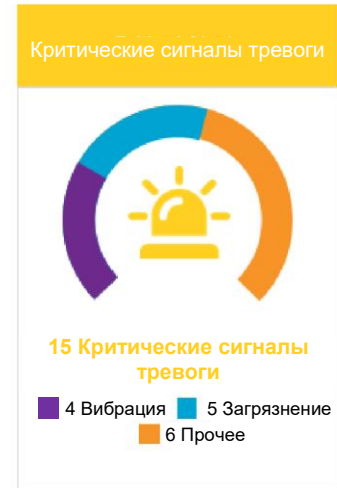 Критические сигналы тревоги
15 Критические сигналы
тревоги
4 Вибрация 5 Загрязнение
6 Прочее